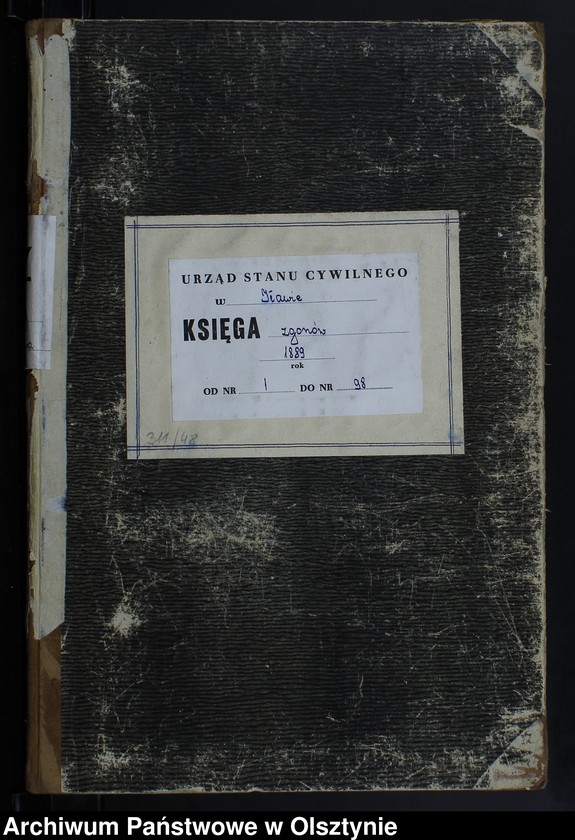 URZĄD STANU CYWILNEGO
w Iławie
KSIĘGA zgonów
1889
rok
OD NR 1 DO NR 98
311/48
Archiwum Państwowe w Olsztynie